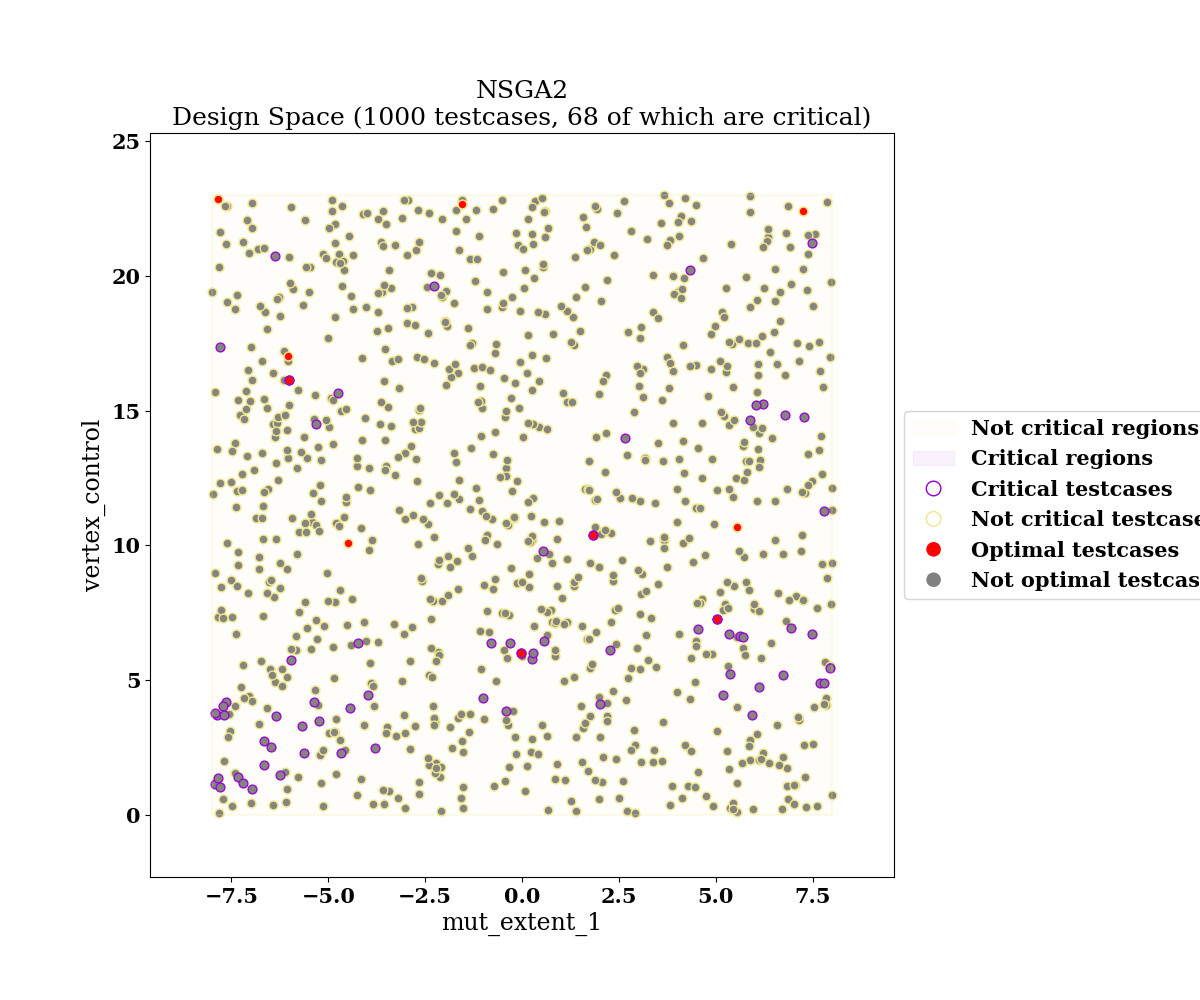 NSGA2
Design Space (1000 testcases, 68 of which are critical)
25
20
15
10
5
0
vertex_control
−7.5 −5.0 −2.5 0.0 2.5 5.0 7.5
mut_extent_1
Not critical regions
Critical regions
Critical testcases
Not critical testcase
Optimal testcases
Not optimal testcas